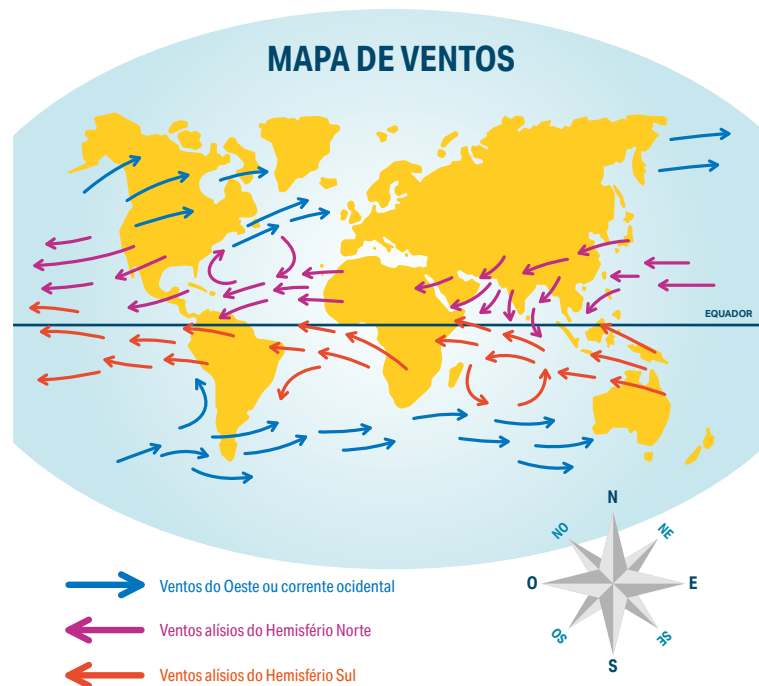 MAPA DE VENTOS
EQUADOR
N
NO
NE
O
E
SO
SE
S
Ventos do Oeste ou corrente ocidental
Ventos alísios do Hemisfério Norte
Ventos alísios do Hemisfério Sul